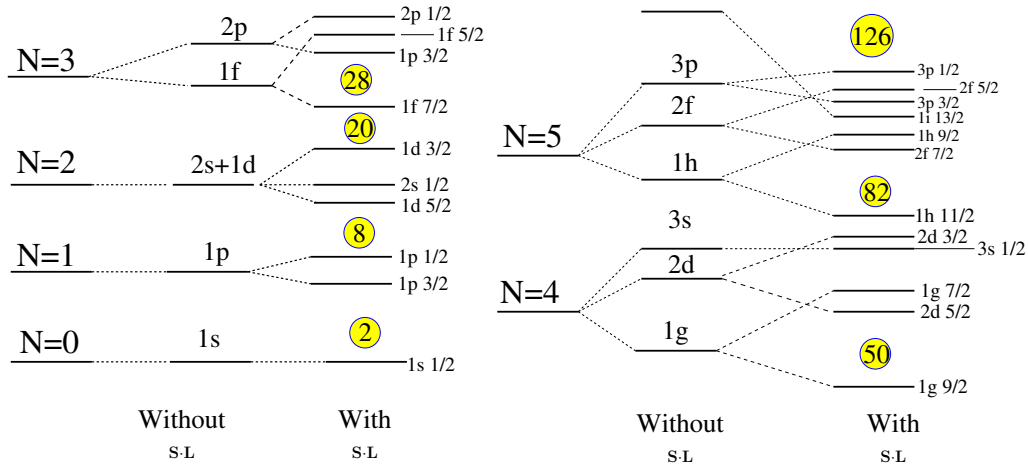 2p 1/2
2p
1f 5/2
1p 3/2
N=3
1f
28
1f 7/2
20
1d 3/2
N=2
2s+1d
2s 1/2
1d 5/2
8
N=1
1p
1p 1/2
1p 3/2
2
N=0
1s
1s 1/2
Without
With
S·L
S·L
126
3p
3p 1/2
2f 5/2
2f
3p 3/2
1i 13/2
N=5
1h 9/2
1h
2f 7/2
82
3s
1h 11/2
2d 3/2
3s 1/2
2d
N=4
1g 7/2
2d 5/2
1g
50
1g 9/2
Without
With
S·L
S·L